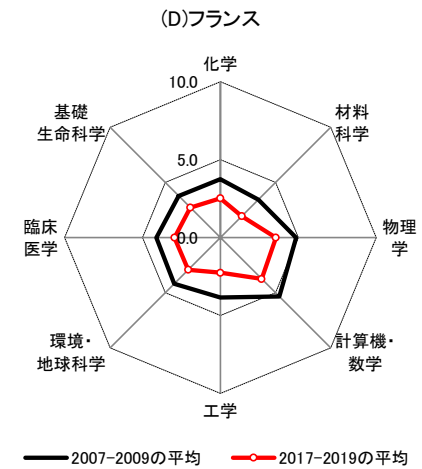 (D)フランス
化学
10.0
基礎
生命科学
材料
科学
5.0
臨床
医学
0.0
物理
学
環境・
地球科学
計算機・
数学
工学
2007-2009の平均
2017-2019の平均